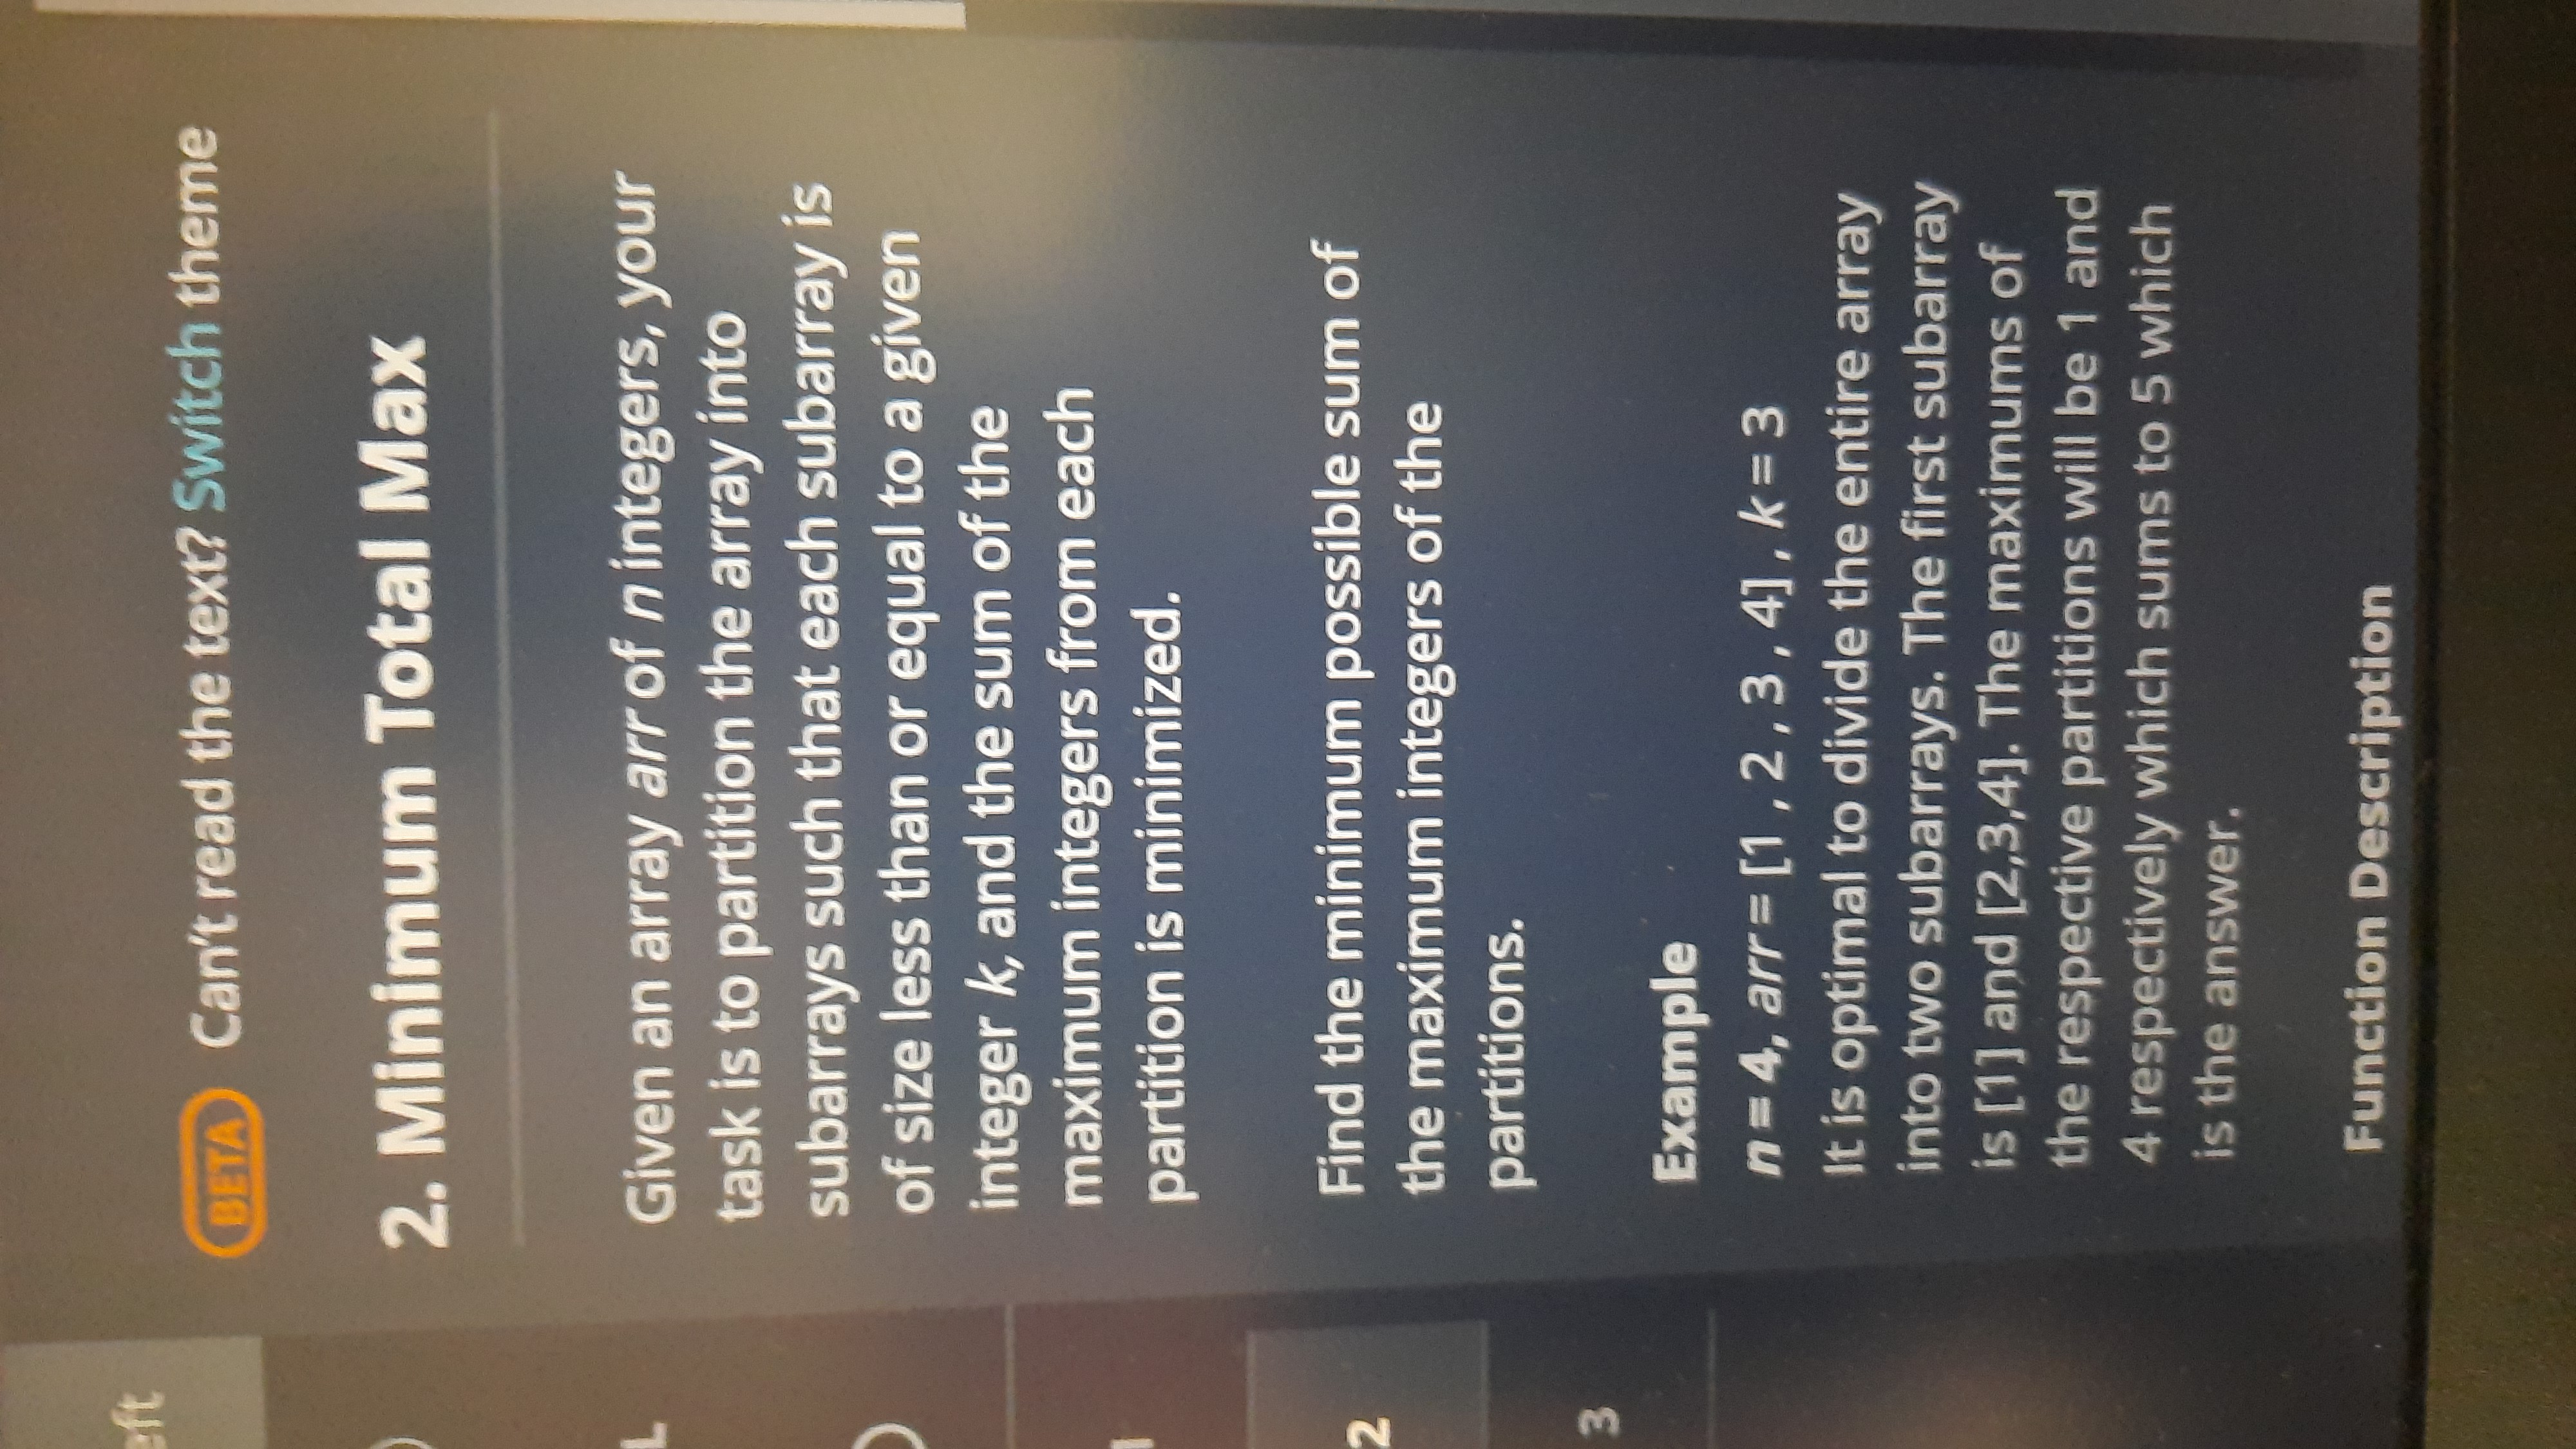 eft
BETA Can't read the text? Switch theme
2. Minimum Total Max
Given an array arr of n integers, your
task is to partition the array into
subarrays such that each subarray is
of size less than or equal to a given
integer k, and the sum of the
maximum integers from each
partition is minimized.
Find the minimum possible sum of
the maximum integers of the
partitions.
Example
n = 4, arr = [1 , 2 , 3 , 4] , k = 3
It is optimal to divide the entire array
into two subarrays. The first subarray
is [1] and [2,3,4]. The maximums of
the respective partitions will be 1 and
4 respectively which sums to 5 which
is the answer.
Function Description
L
2
3